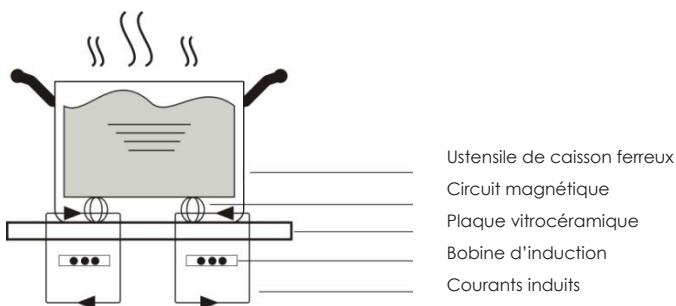 Ustensile de caisson ferreux
Circuit magnétique
Plaque vitrocéramique
Bobine d’induction
Courants induits